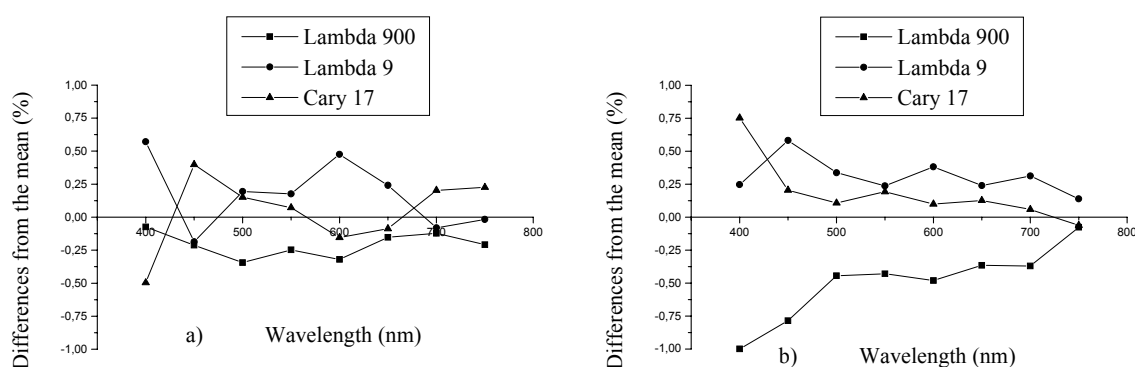 Lambda 900
Lambda 9
Cary 17
Differences from the mean (%)
1,00
0,75
0,50
0,25
0,00
-0,25
-0,50
-0,75
-1,00
400
500
600
700
800
a)
Wavelength (nm)
Lambda 900
Lambda 9
Cary 17
Differences from the mean (%)
1,00
0,75
0,50
0,25
0,00
-0,25
-0,50
-0,75
-1,00
400
500
600
700
800
b)
Wavelength (nm)